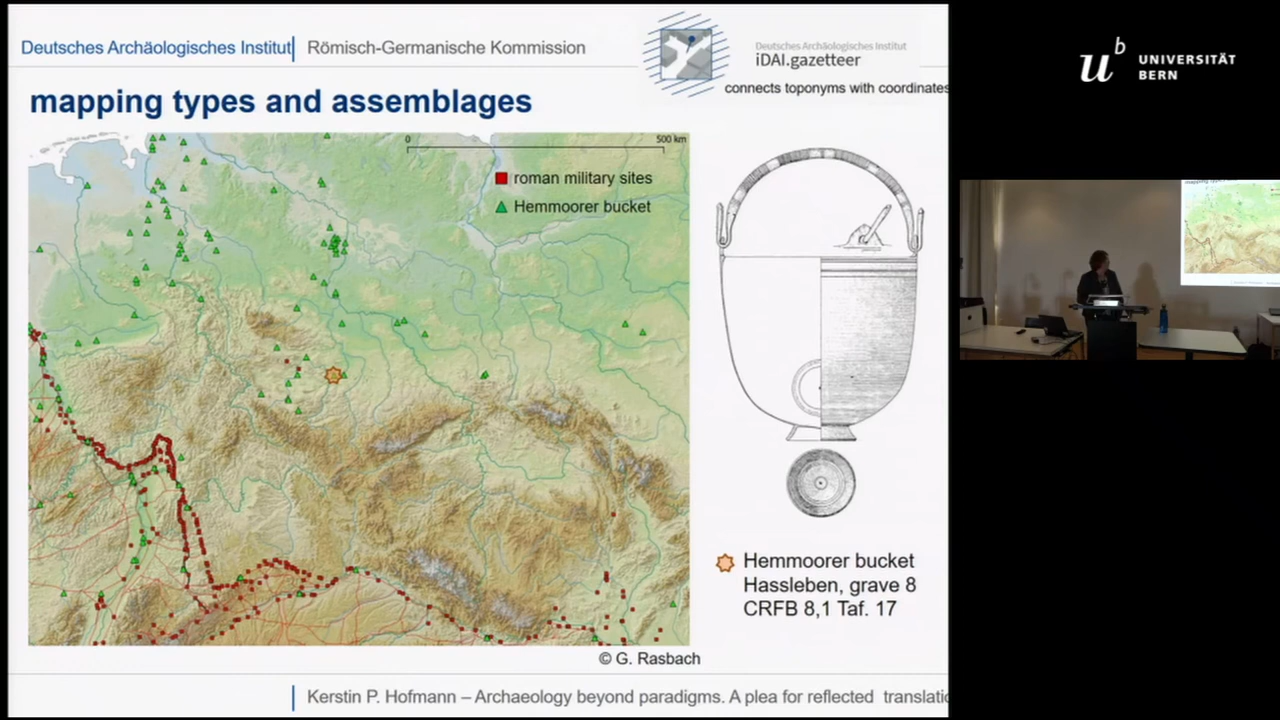 Deutsches Archäologisches Institut
Römisch-Germanische Kommission
Deutsches Archäologisches Institut
iDAI.gazetteer
connects toponyms with coordinates
mapping types and assemblages
0
500 km
roman military sites
Hemmoorer bucket
Hemmoorer bucket
Hassleben, grave 8
CRFB 8,1 Taf. 17
© G. Rasbach
Kerstin P. Hofmann – Archaeology beyond paradigms. A plea for reflected
u
b
UNIVERSITÄT
BERN